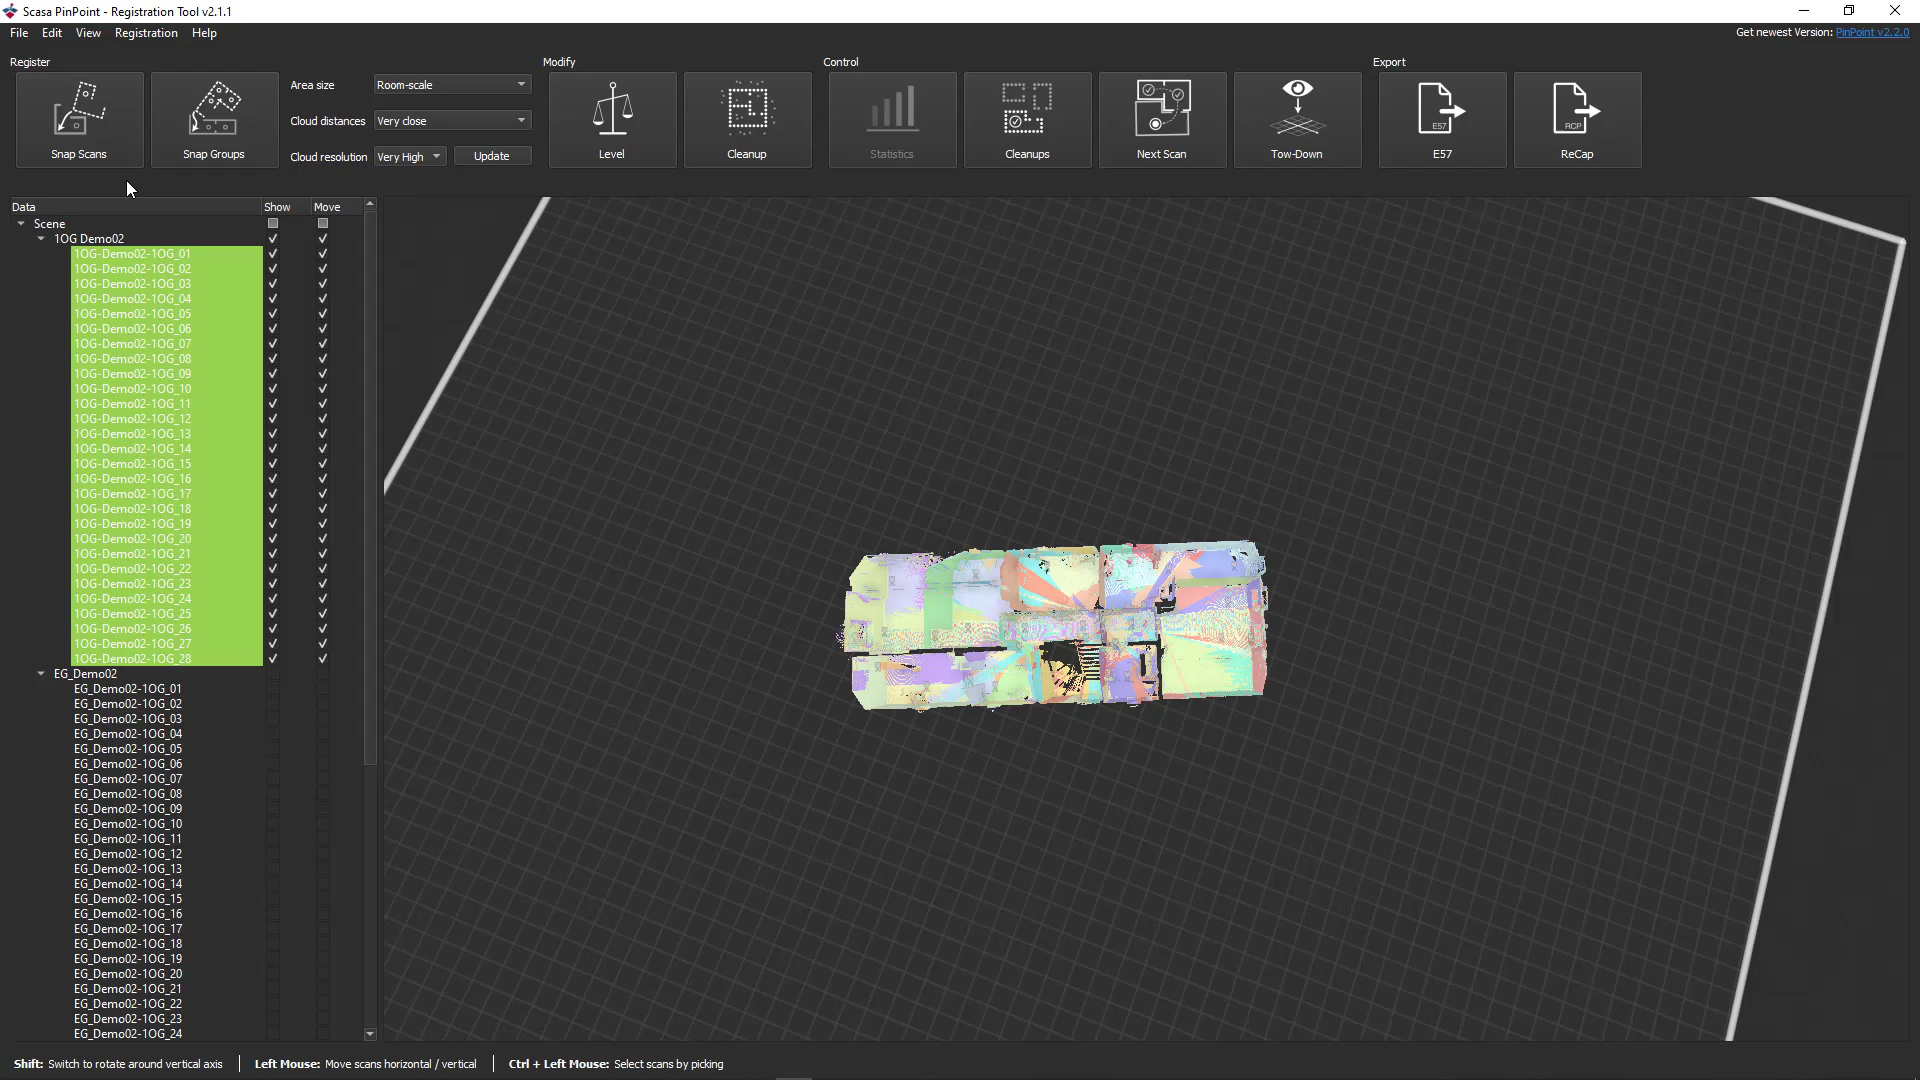 Scasa PinPoint - Registration Tool v2.1.1
File Edit View Registration Help
Get newest Version: PinPoint v2.2.0
Register
Modify
Control
Export
Snap Scans
Snap Groups
Area size Room-scale
Cloud distances Very close
Cloud resolution Very High Update
Level
Cleanup
Statistics
Cleanups
Next Scan
Tow-Down
E57
E57
RCP
ReCap
Data Show Move
Scene
1OG Demo02
1OG-Demo02-1OG_01
1OG-Demo02-1OG_02
1OG-Demo02-1OG_03
1OG-Demo02-1OG_04
1OG-Demo02-1OG_05
1OG-Demo02-1OG_06
1OG-Demo02-1OG_07
1OG-Demo02-1OG_08
1OG-Demo02-1OG_09
1OG-Demo02-1OG_10
1OG-Demo02-1OG_11
1OG-Demo02-1OG_12
1OG-Demo02-1OG_13
1OG-Demo02-1OG_14
1OG-Demo02-1OG_15
1OG-Demo02-1OG_16
1OG-Demo02-1OG_17
1OG-Demo02-1OG_18
1OG-Demo02-1OG_19
1OG-Demo02-1OG_20
1OG-Demo02-1OG_21
1OG-Demo02-1OG_22
1OG-Demo02-1OG_23
1OG-Demo02-1OG_24
1OG-Demo02-1OG_25
1OG-Demo02-1OG_26
1OG-Demo02-1OG_27
1OG-Demo02-1OG_28
EG_Demo02
EG_Demo02-1OG_01
EG_Demo02-1OG_02
EG_Demo02-1OG_03
EG_Demo02-1OG_04
EG_Demo02-1OG_05
EG_Demo02-1OG_06
EG_Demo02-1OG_07
EG_Demo02-1OG_08
EG_Demo02-1OG_09
EG_Demo02-1OG_10
EG_Demo02-1OG_11
EG_Demo02-1OG_12
EG_Demo02-1OG_13
EG_Demo02-1OG_14
EG_Demo02-1OG_15
EG_Demo02-1OG_16
EG_Demo02-1OG_17
EG_Demo02-1OG_18
EG_Demo02-1OG_19
EG_Demo02-1OG_20
EG_Demo02-1OG_21
EG_Demo02-1OG_22
EG_Demo02-1OG_23
EG_Demo02-1OG_24
Shift: Switch to rotate around vertical axis | Left Mouse: Move scans horizontal / vertical | Ctrl + Left Mouse: Select scans by picking